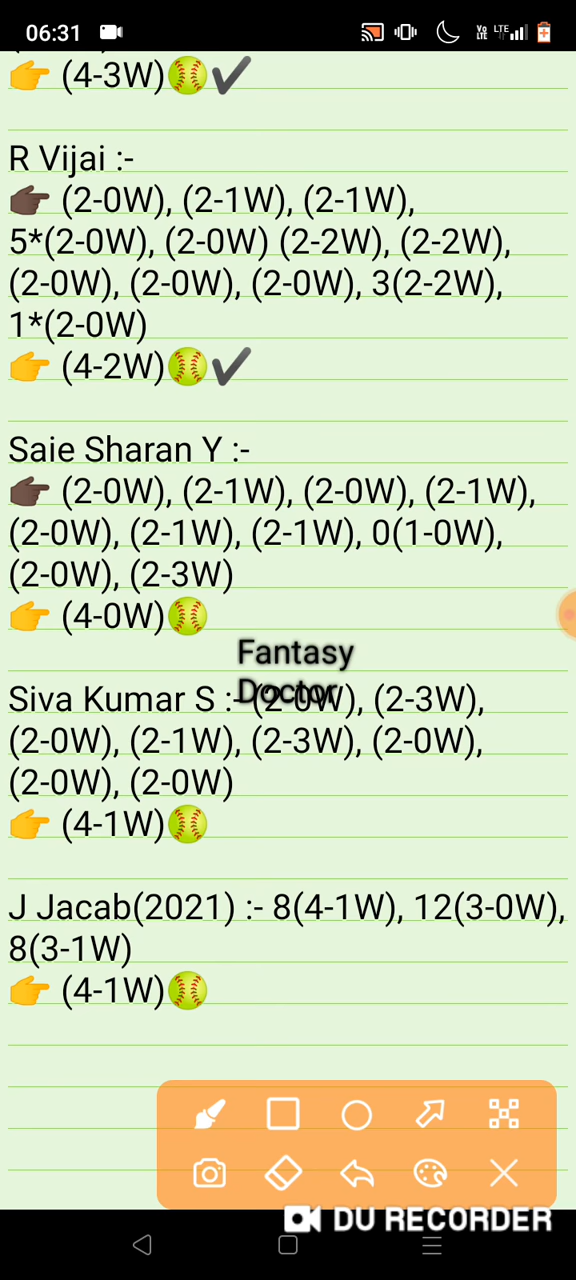 06:31 Vo LTE LTE
👉 (4-3W)🥎✔
R Vijai :-
👉🏿 (2-0W), (2-1W), (2-1W),
5*(2-0W), (2-0W) (2-2W), (2-2W),
(2-0W), (2-0W), (2-0W), 3(2-2W),
1*(2-0W)
👉 (4-2W)🥎✔
Saie Sharan Y :-
👉🏿 (2-0W), (2-1W), (2-0W), (2-1W),
(2-0W), (2-1W), (2-1W), 0(1-0W),
(2-0W), (2-3W)
👉 (4-0W)🥎
Fantasy
Doctor
Siva Kumar S :- (2-0W), (2-3W),
(2-0W), (2-1W), (2-3W), (2-0W),
(2-0W), (2-0W)
👉 (4-1W)🥎
J Jacab(2021) :- 8(4-1W), 12(3-0W),
8(3-1W)
👉 (4-1W)🥎
DU RECORDER